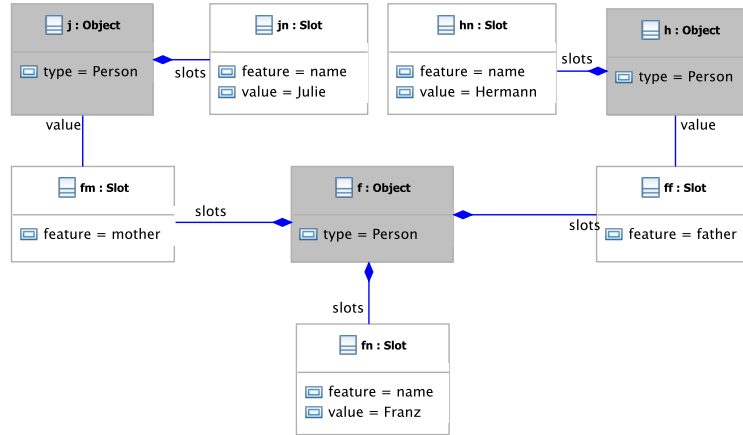 j : Object
type = Person
slots
jn : Slot
feature = name
value = Julie
hn : Slot
feature = name
value = Hermann
slots
h : Object
type = Person
value
value
fm : Slot
feature = mother
slots
f : Object
type = Person
slots
ff : Slot
feature = father
slots
fn : Slot
feature = name
value = Franz